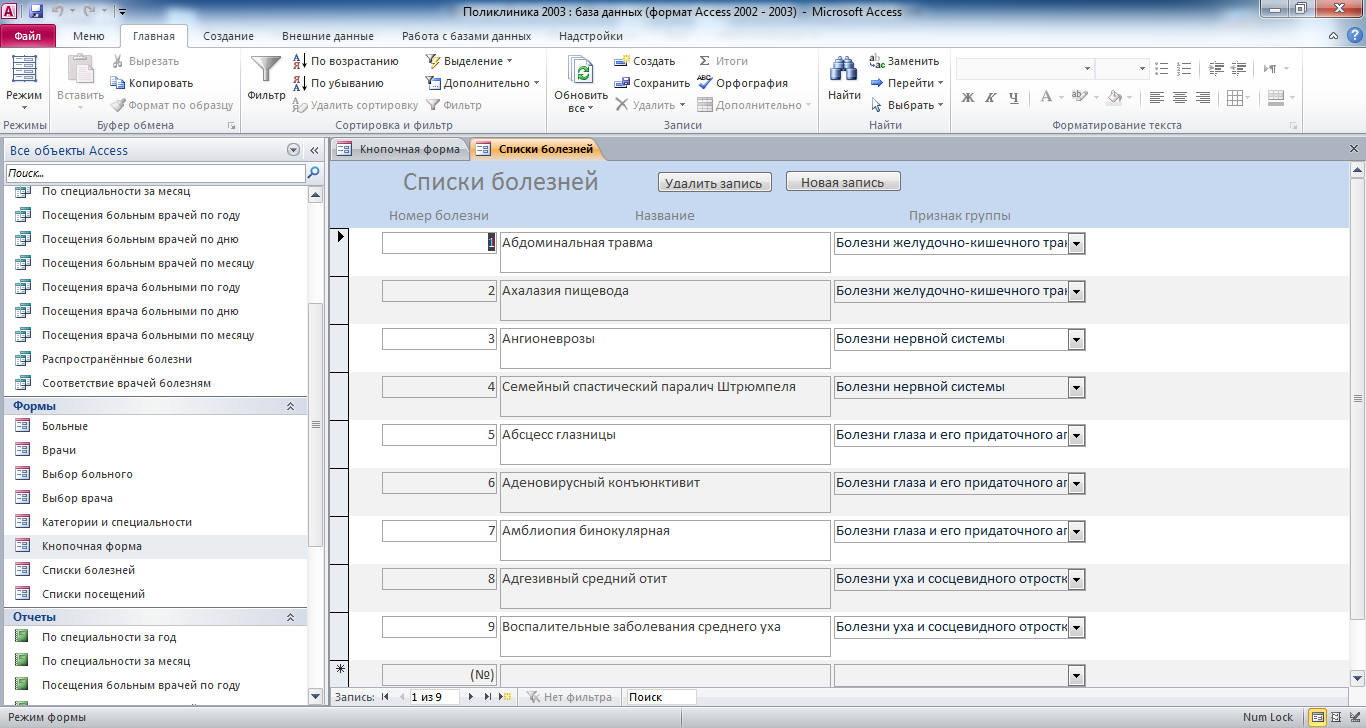 Поликлиника 2003 : база данных (формат Access 2002 - 2003) - Microsoft Access
Файл Меню Главная Создание Внешние данные Работа с базами данных Надстройки
Режим
Режимы
Вставить
Вырезать
Копировать
Формат по образцу
Буфер обмена
Фильтр
По возрастанию
По убыванию
Удалить сортировку
Выделение
Дополнительно
Фильтр
Сортировка и фильтр
Обновить
все
Создать
Сохранить
Удалить
Итоги
Орфография
Дополнительно
Записи
Найти
Заменить
Перейти
Выбрать
Найти
Ж К Ч
Форматирование текста
Все объекты Access
Поиск...
По специальности за месяц
Посещения больным врачей по году
Посещения больным врачей по дню
Посещения больным врачей по месяцу
Посещения врача больными по году
Посещения врача больными по дню
Посещения врача больными по месяцу
Распространённые болезни
Соответствие врачей болезням
Формы
Больные
Врачи
Выбор больного
Выбор врача
Категории и специальности
Кнопочная форма
Списки болезней
Списки посещений
Отчеты
По специальности за год
По специальности за месяц
Посещения больным врачей по году
Кнопочная форма Списки болезней
Списки болезней Удалить запись Новая запись
Номер болезни Название Признак группы
1 Абдоминальная травма Болезни желудочно-кишечного тра
2 Ахалазия пищевода Болезни желудочно-кишечного тра
3 Ангионеврозы Болезни нервной системы
4 Семейный спастический паралич Штрюмпеля Болезни нервной системы
5 Абсцесс глазницы Болезни глаза и его придаточного ап
6 Аденовирусный конъюнктивит Болезни глаза и его придаточного ап
7 Амблиопия бинокулярная Болезни глаза и его придаточного ап
8 Адгезивный средний отит Болезни уха и сосцевидного отростк
9 Воспалительные заболевания среднего уха Болезни уха и сосцевидного отростк
(№)
Запись: 1 из 9 Нет фильтра Поиск
Режим формы Num Lock